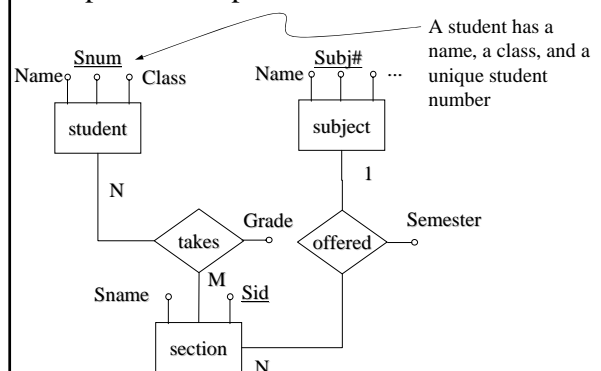 A student has a
name, a class, and a
unique student
number
Snum
Name
Class
Subj#
Name
...
student
subject
N
1
Grade
Semester
takes
offered
M
Sname
Sid
section
N